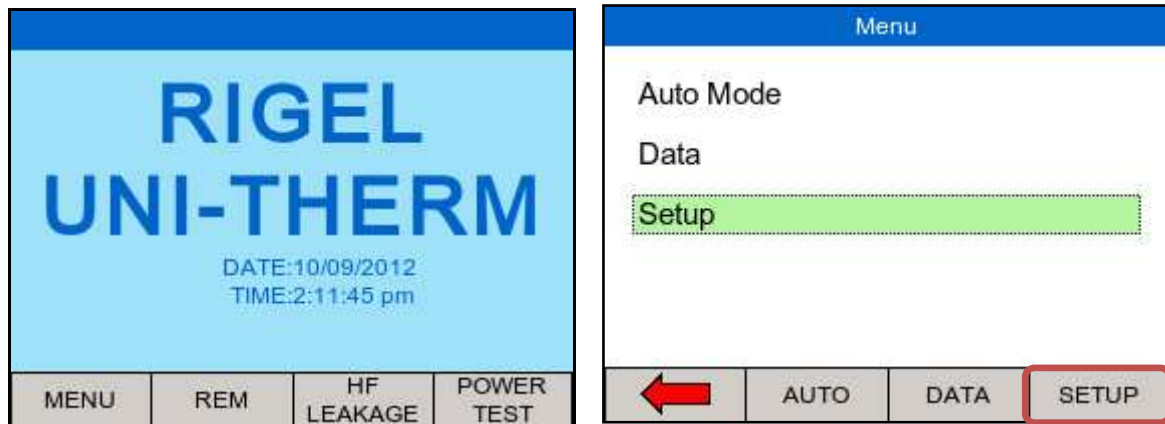 RIGEL
UNI-THERM
DATE:10/09/2012
TIME:2:11:45 pm
MENU
REM
HF
LEAKAGE
POWER
TEST
Menu
Auto Mode
Data
Setup
AUTO
DATA
SETUP